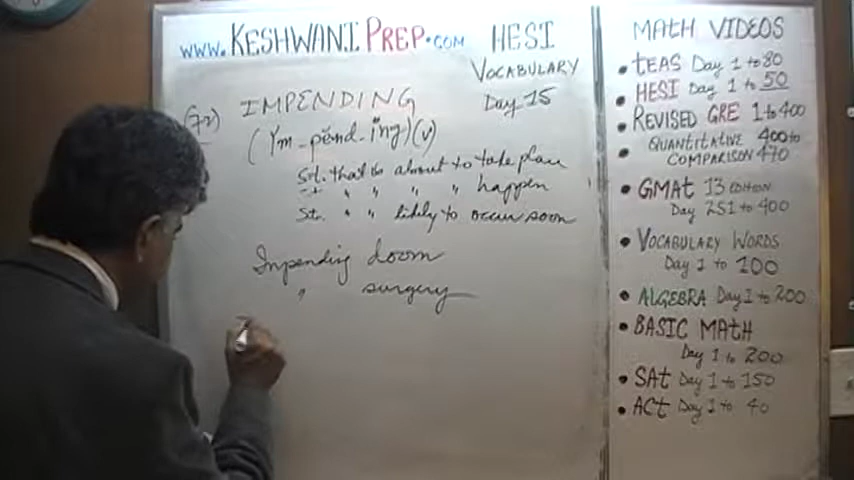 www.KESHWANIPREP.COM HESI
VOCABULARY
Day 15
(72) IMPENDING
(Ĭm-pĕnd-ĭng)(v)
St. that is about to take place
St " " " " happen
St. " " likely to occur soon
Impending doom
" surgery
MATH VIDEOS
• TEAS Day 1 to 80
• HESI Day 1 to 50
• REVISED GRE 1 to 400
• QUANTITATIVE 400 to
COMPARISON 470
• GMAT 13 EDITION
Day 251 to 400
• VOCABULARY WORDS
Day 1 to 100
• ALGEBRA Day 1 to 200
• BASIC MATH
Day 1 to 200
• SAT Day 1 to 150
• ACT Day 1 to 40